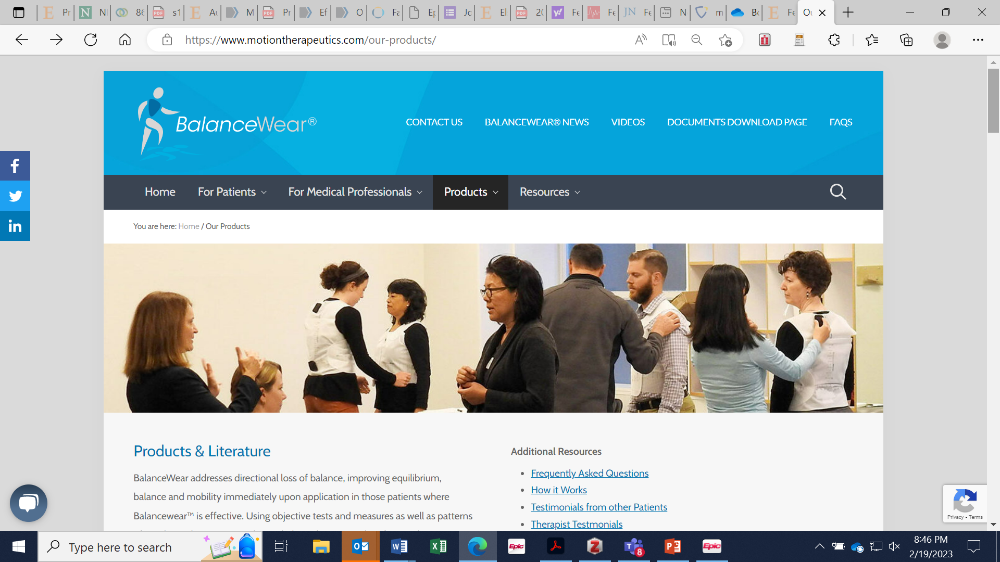 Pr
N
86
s1
A
M
Pr
Ef
O
Fa
Ep
Jc
El
20
Fe
Fe
JN
Fe
N
m
Bo
Fe
Ou
https://www.motiontherapeutics.com/our-products/
BalanceWear®
CONTACT US
BALANCEWEAR® NEWS
VIDEOS
DOCUMENTS DOWNLOAD PAGE
FAQS
Home
For Patients
For Medical Professionals
Products
Resources
You are here: Home / Our Products
Products & Literature
BalanceWear addresses directional loss of balance, improving equilibrium,
balance and mobility immediately upon application in those patients where
Balancewear™ is effective. Using objective tests and measures as well as patterns
Additional Resources
Frequently Asked Questions
How it Works
Testimonials from other Patients
Therapist Testmonials
Privacy - Terms
Type here to search
Epic
8
Epic
8:46 PM
2/19/2023